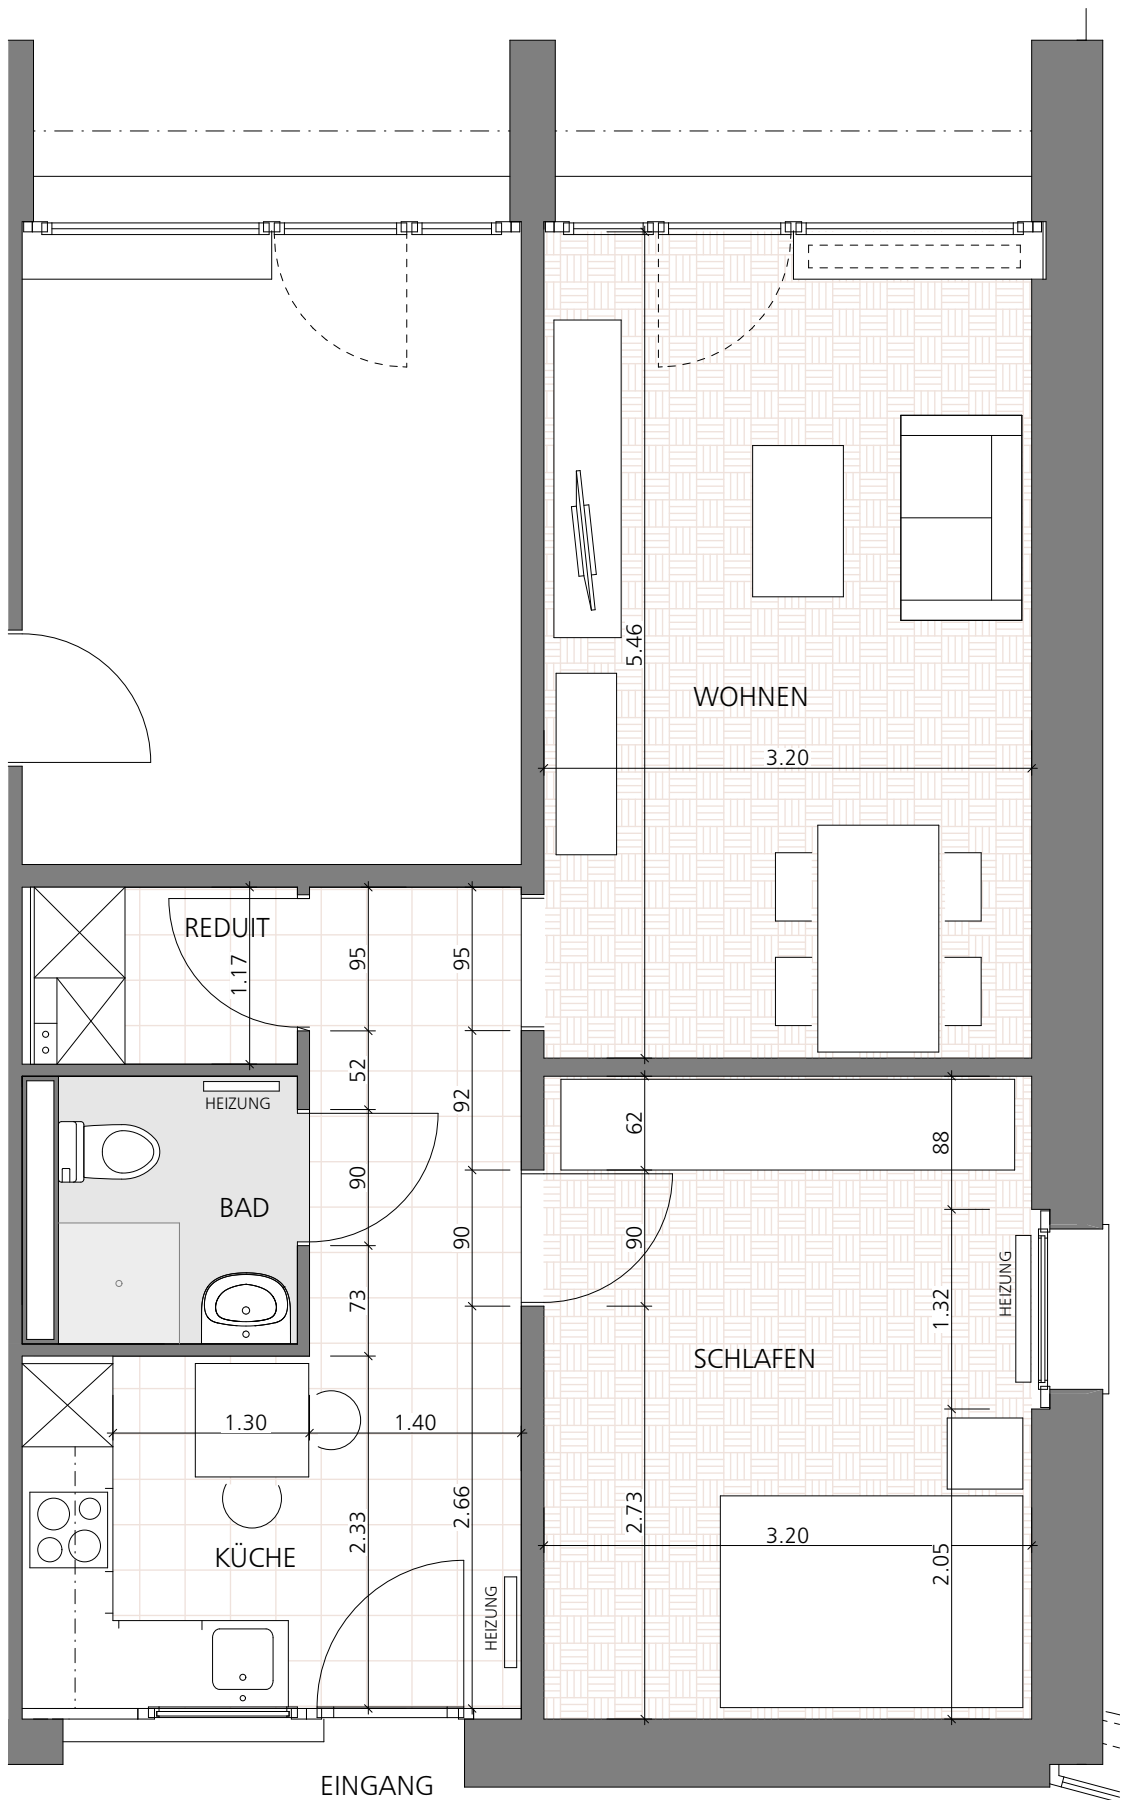 5.46
WOHNEN
3.20
REDUIT
1.17
95
95
52
92
HEIZUNG
62
88
90
BAD
90
90
73
HEIZUNG
1.32
SCHLAFEN
1.30
1.40
2.33
2.66
2.73
3.20
2.05
KÜCHE
HEIZUNG
EINGANG